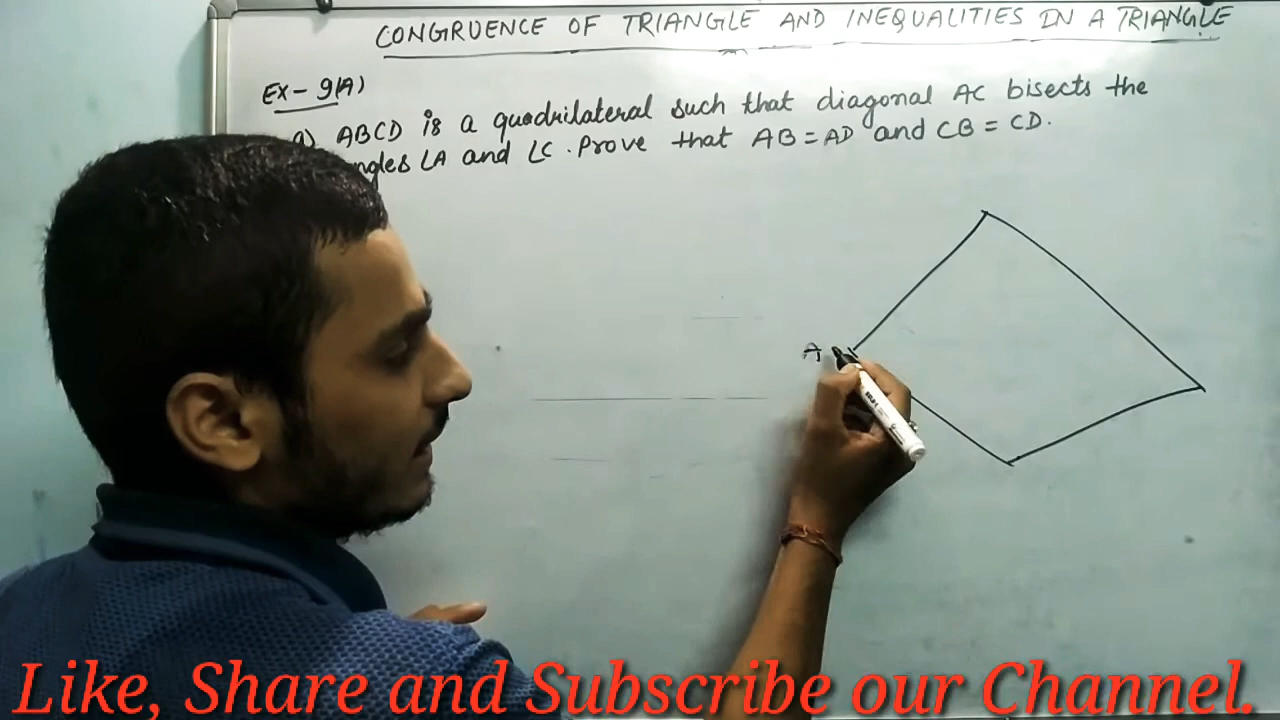 CONGRUENCE OF TRIANGLE AND INEQUALITIES IN A TRIANGLE
Ex- 9(A)
ABCD is a quadrilateral such that diagonal AC bisects the
∠A and ∠C . Prove that AB = AD and CB = CD.
A
Like, Share and Subscribe our Channel.